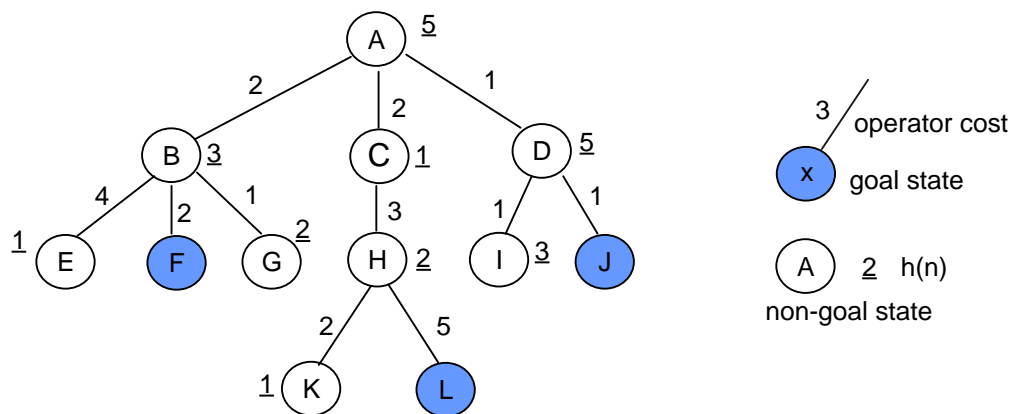 A 5
2 2 1
B 3 C 1 D 5
4 2 1 3 1 1
1 E F G 2 H 2 I 3 J
2 5
1 K L
3 operator cost
x goal state
A 2 h(n)
non-goal state